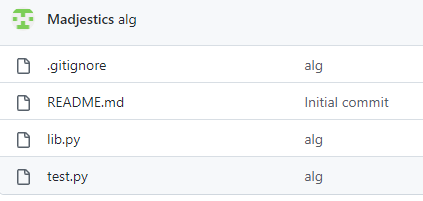 Madjestics alg
.gitignore alg
README.md Initial commit
lib.py alg
test.py alg